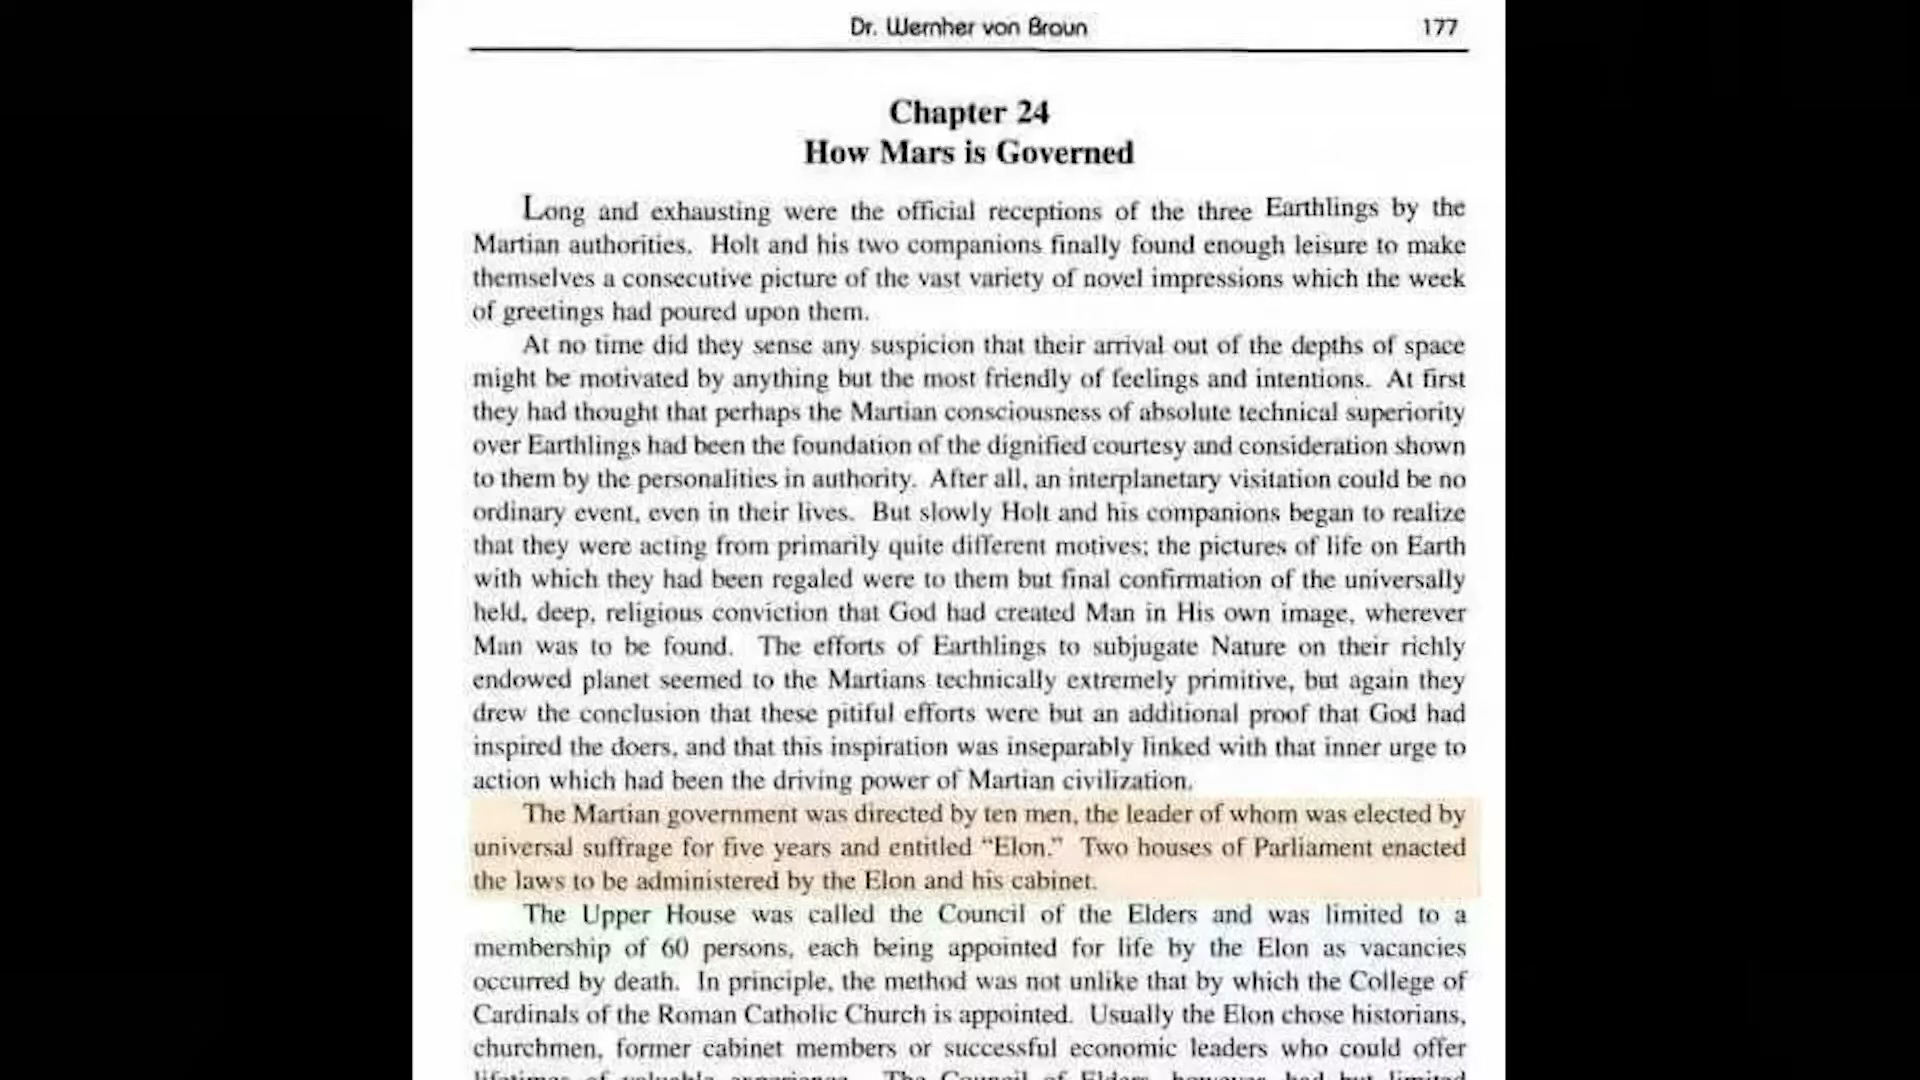 Dr. Wernher von Braun 177
Chapter 24
How Mars is Governed
Long and exhausting were the official receptions of the three Earthlings by the
Martian authorities. Holt and his two companions finally found enough leisure to make
themselves a consecutive picture of the vast variety of novel impressions which the week
of greetings had poured upon them.
At no time did they sense any suspicion that their arrival out of the depths of space
might be motivated by anything but the most friendly of feelings and intentions. At first
they had thought that perhaps the Martian consciousness of absolute technical superiority
over Earthlings had been the foundation of the dignified courtesy and consideration shown
to them by the personalities in authority. After all, an interplanetary visitation could be no
ordinary event, even in their lives. But slowly Holt and his companions began to realize
that they were acting from primarily quite different motives; the pictures of life on Earth
with which they had been regaled were to them but final confirmation of the universally
held, deep, religious conviction that God had created Man in His own image, wherever
Man was to be found. The efforts of Earthlings to subjugate Nature on their richly
endowed planet seemed to the Martians technically extremely primitive, but again they
drew the conclusion that these pitiful efforts were but an additional proof that God had
inspired the doers, and that this inspiration was inseparably linked with that inner urge to
action which had been the driving power of Martian civilization.
The Martian government was directed by ten men, the leader of whom was elected by
universal suffrage for five years and entitled “Elon.” Two houses of Parliament enacted
the laws to be administered by the Elon and his cabinet.
The Upper House was called the Council of the Elders and was limited to a
membership of 60 persons, each being appointed for life by the Elon as vacancies
occurred by death. In principle, the method was not unlike that by which the College of
Cardinals of the Roman Catholic Church is appointed. Usually the Elon chose historians,
churchmen, former cabinet members or successful economic leaders who could offer